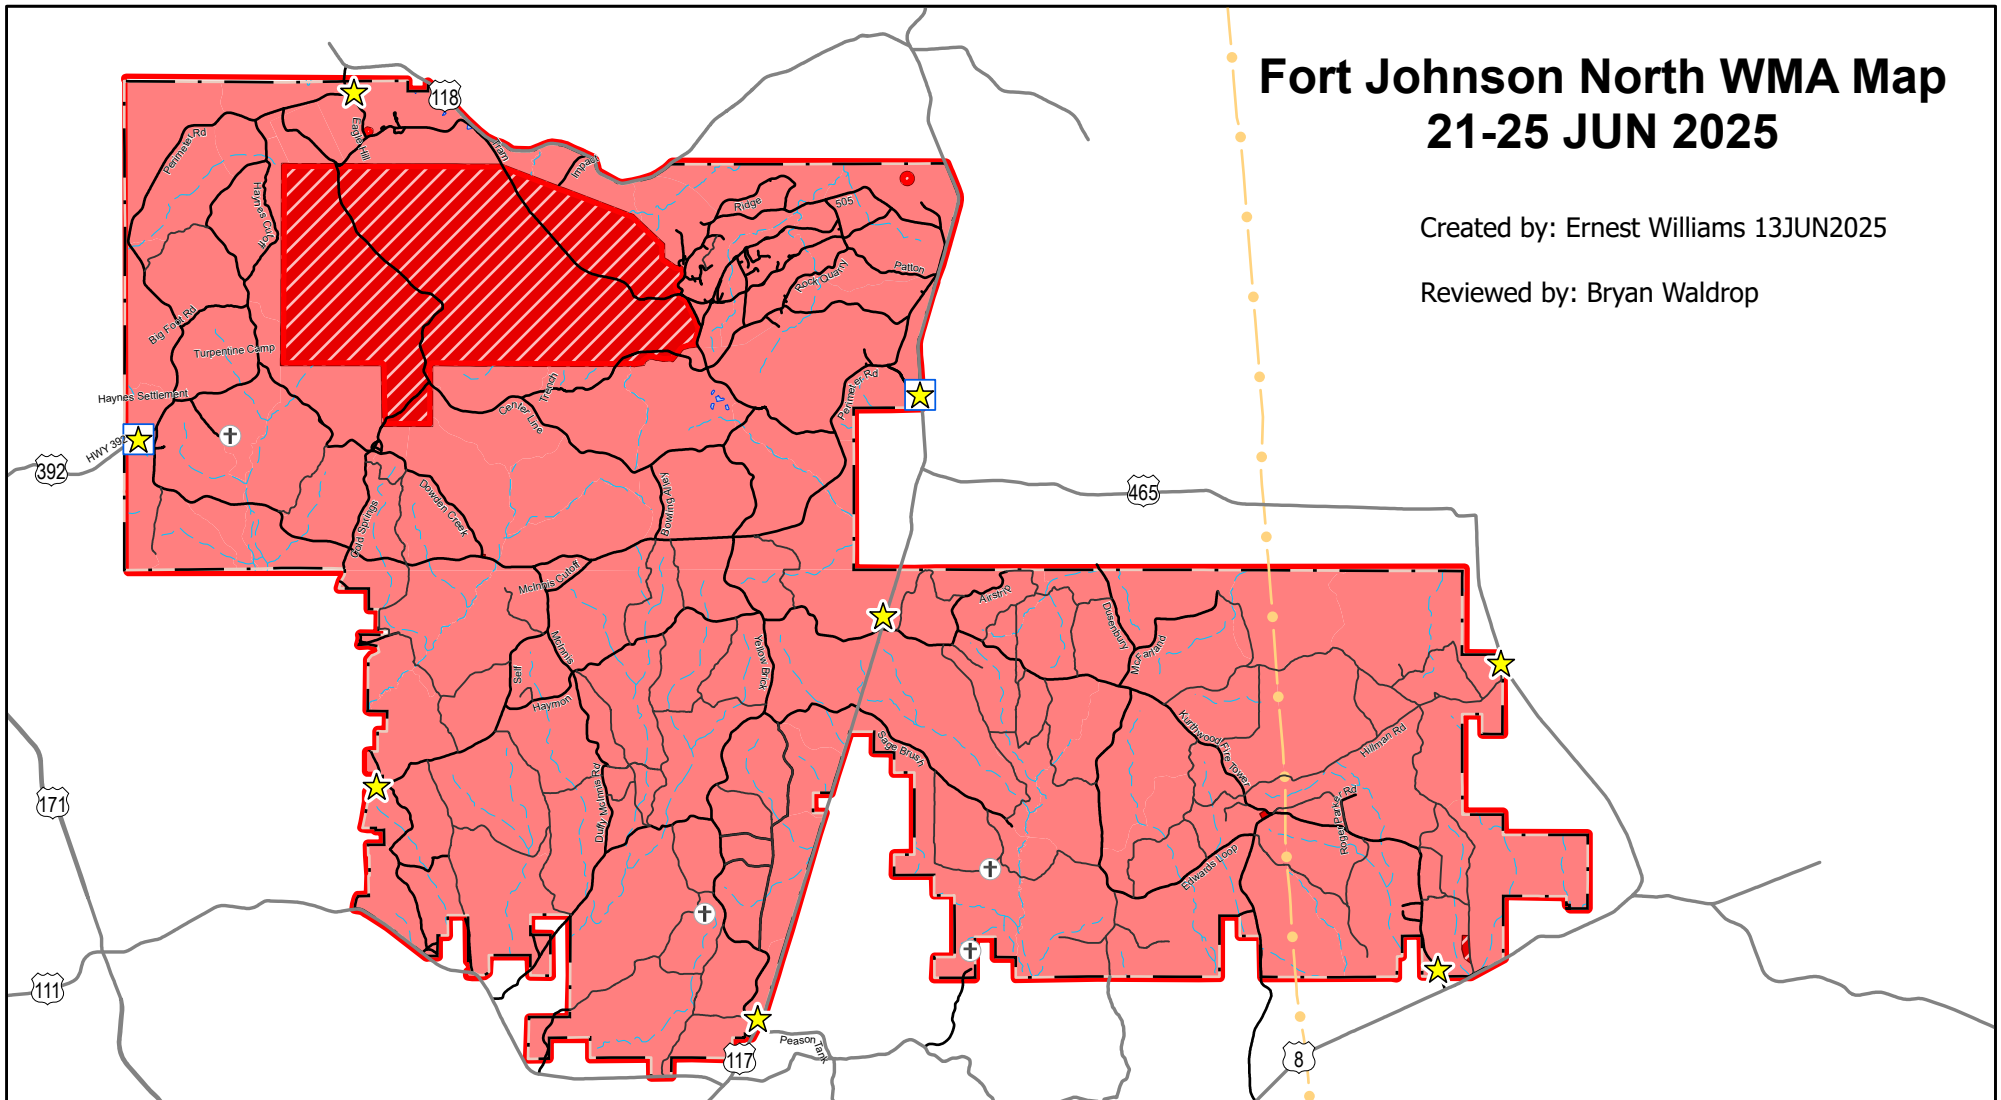 Fort Johnson North WMA Map
21-25 JUN 2025
Created by: Ernest Williams 13JUN2025
Reviewed by: Bryan Waldrop
118
Perimeter Rd
Eagle Hill
Tram
Impact
Haynes Cutoff
Ridge
505
Patton
Rock Quarry
Big Foot Rd
Turpentine Camp
Haynes Settlement
HWY 392
392
Trench
Center Line
Perimeter Rd
465
Dowden Creek
Bowling Alley
Cold Springs
McInnis Cutoff
Airstrip
Dusenbury
McFarland
McInnis
Self
Haymon
Yellow Brick
Sage Brush
Kurthwood Fire Tower
Hillman Rd
171
Duffy McInnis Rd
Roger Parker Rd
Edwards Loop
111
Peason
Tank
117
8